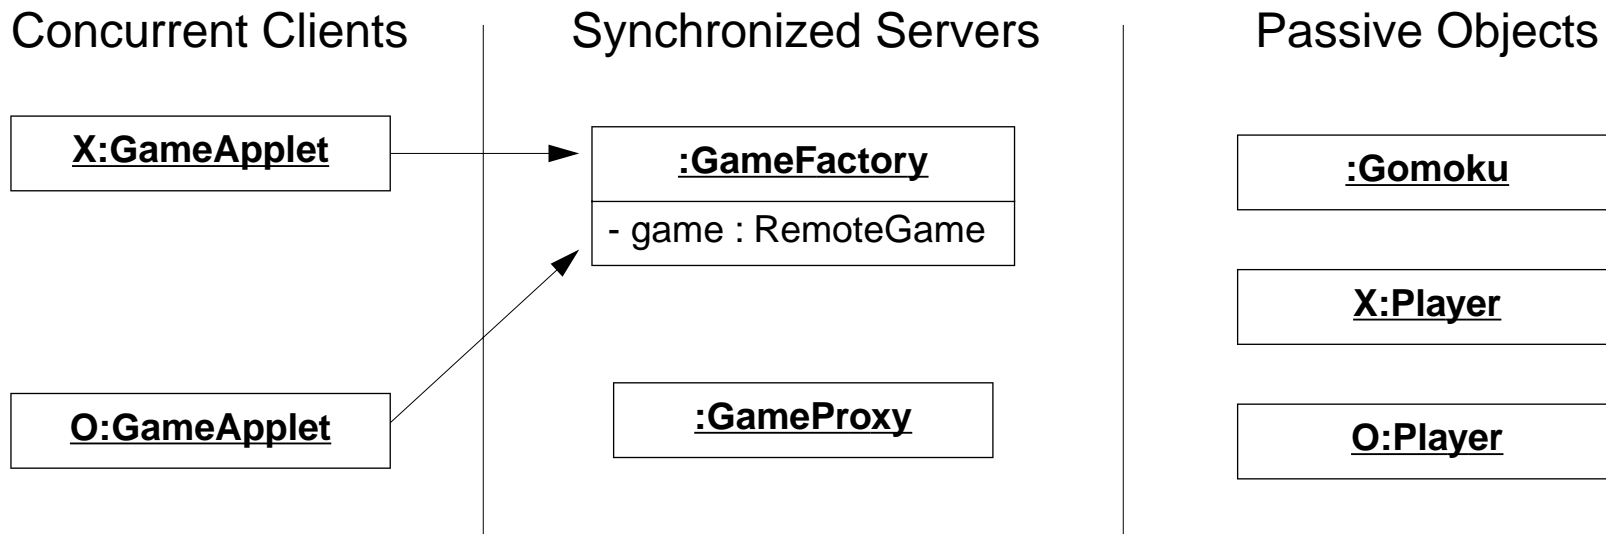 Concurrent Clients
Synchronized Servers
Passive Objects
X:GameApplet
:GameFactory
- game : RemoteGame
:Gomoku
X:Player
O:GameApplet
:GameProxy
O:Player